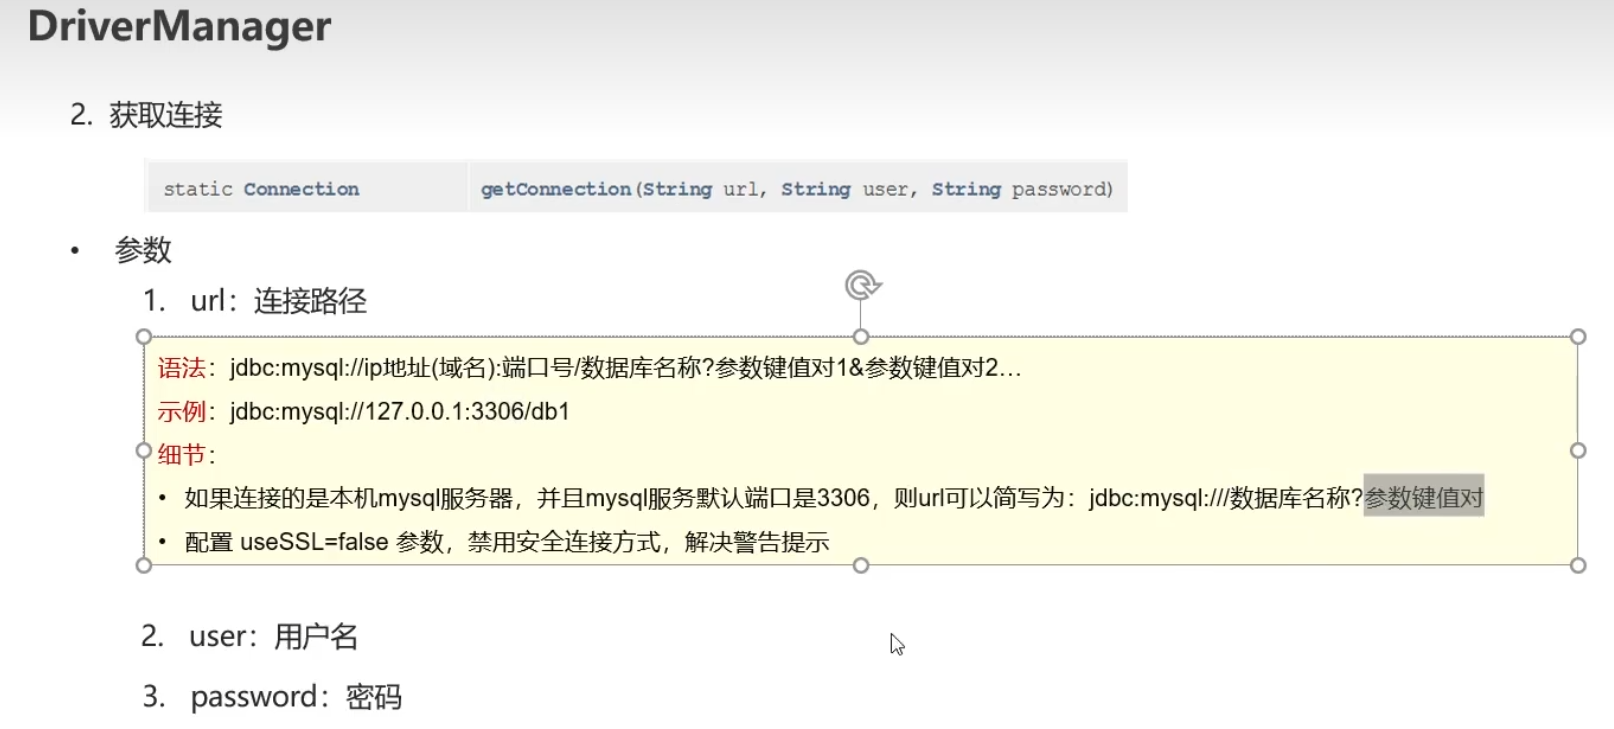 DriverManager
2. 获取连接
static Connection getConnection(String url, String user, String password)
• 参数
1. url：连接路径
语法：jdbc:mysql://ip地址(域名):端口号/数据库名称?参数键值对1&参数键值对2…
示例：jdbc:mysql://127.0.0.1:3306/db1
细节：
• 如果连接的是本机mysql服务器，并且mysql服务默认端口是3306，则url可以简写为：jdbc:mysql:///数据库名称?参数键值对
• 配置 useSSL=false 参数，禁用安全连接方式，解决警告提示
2. user：用户名
3. password：密码